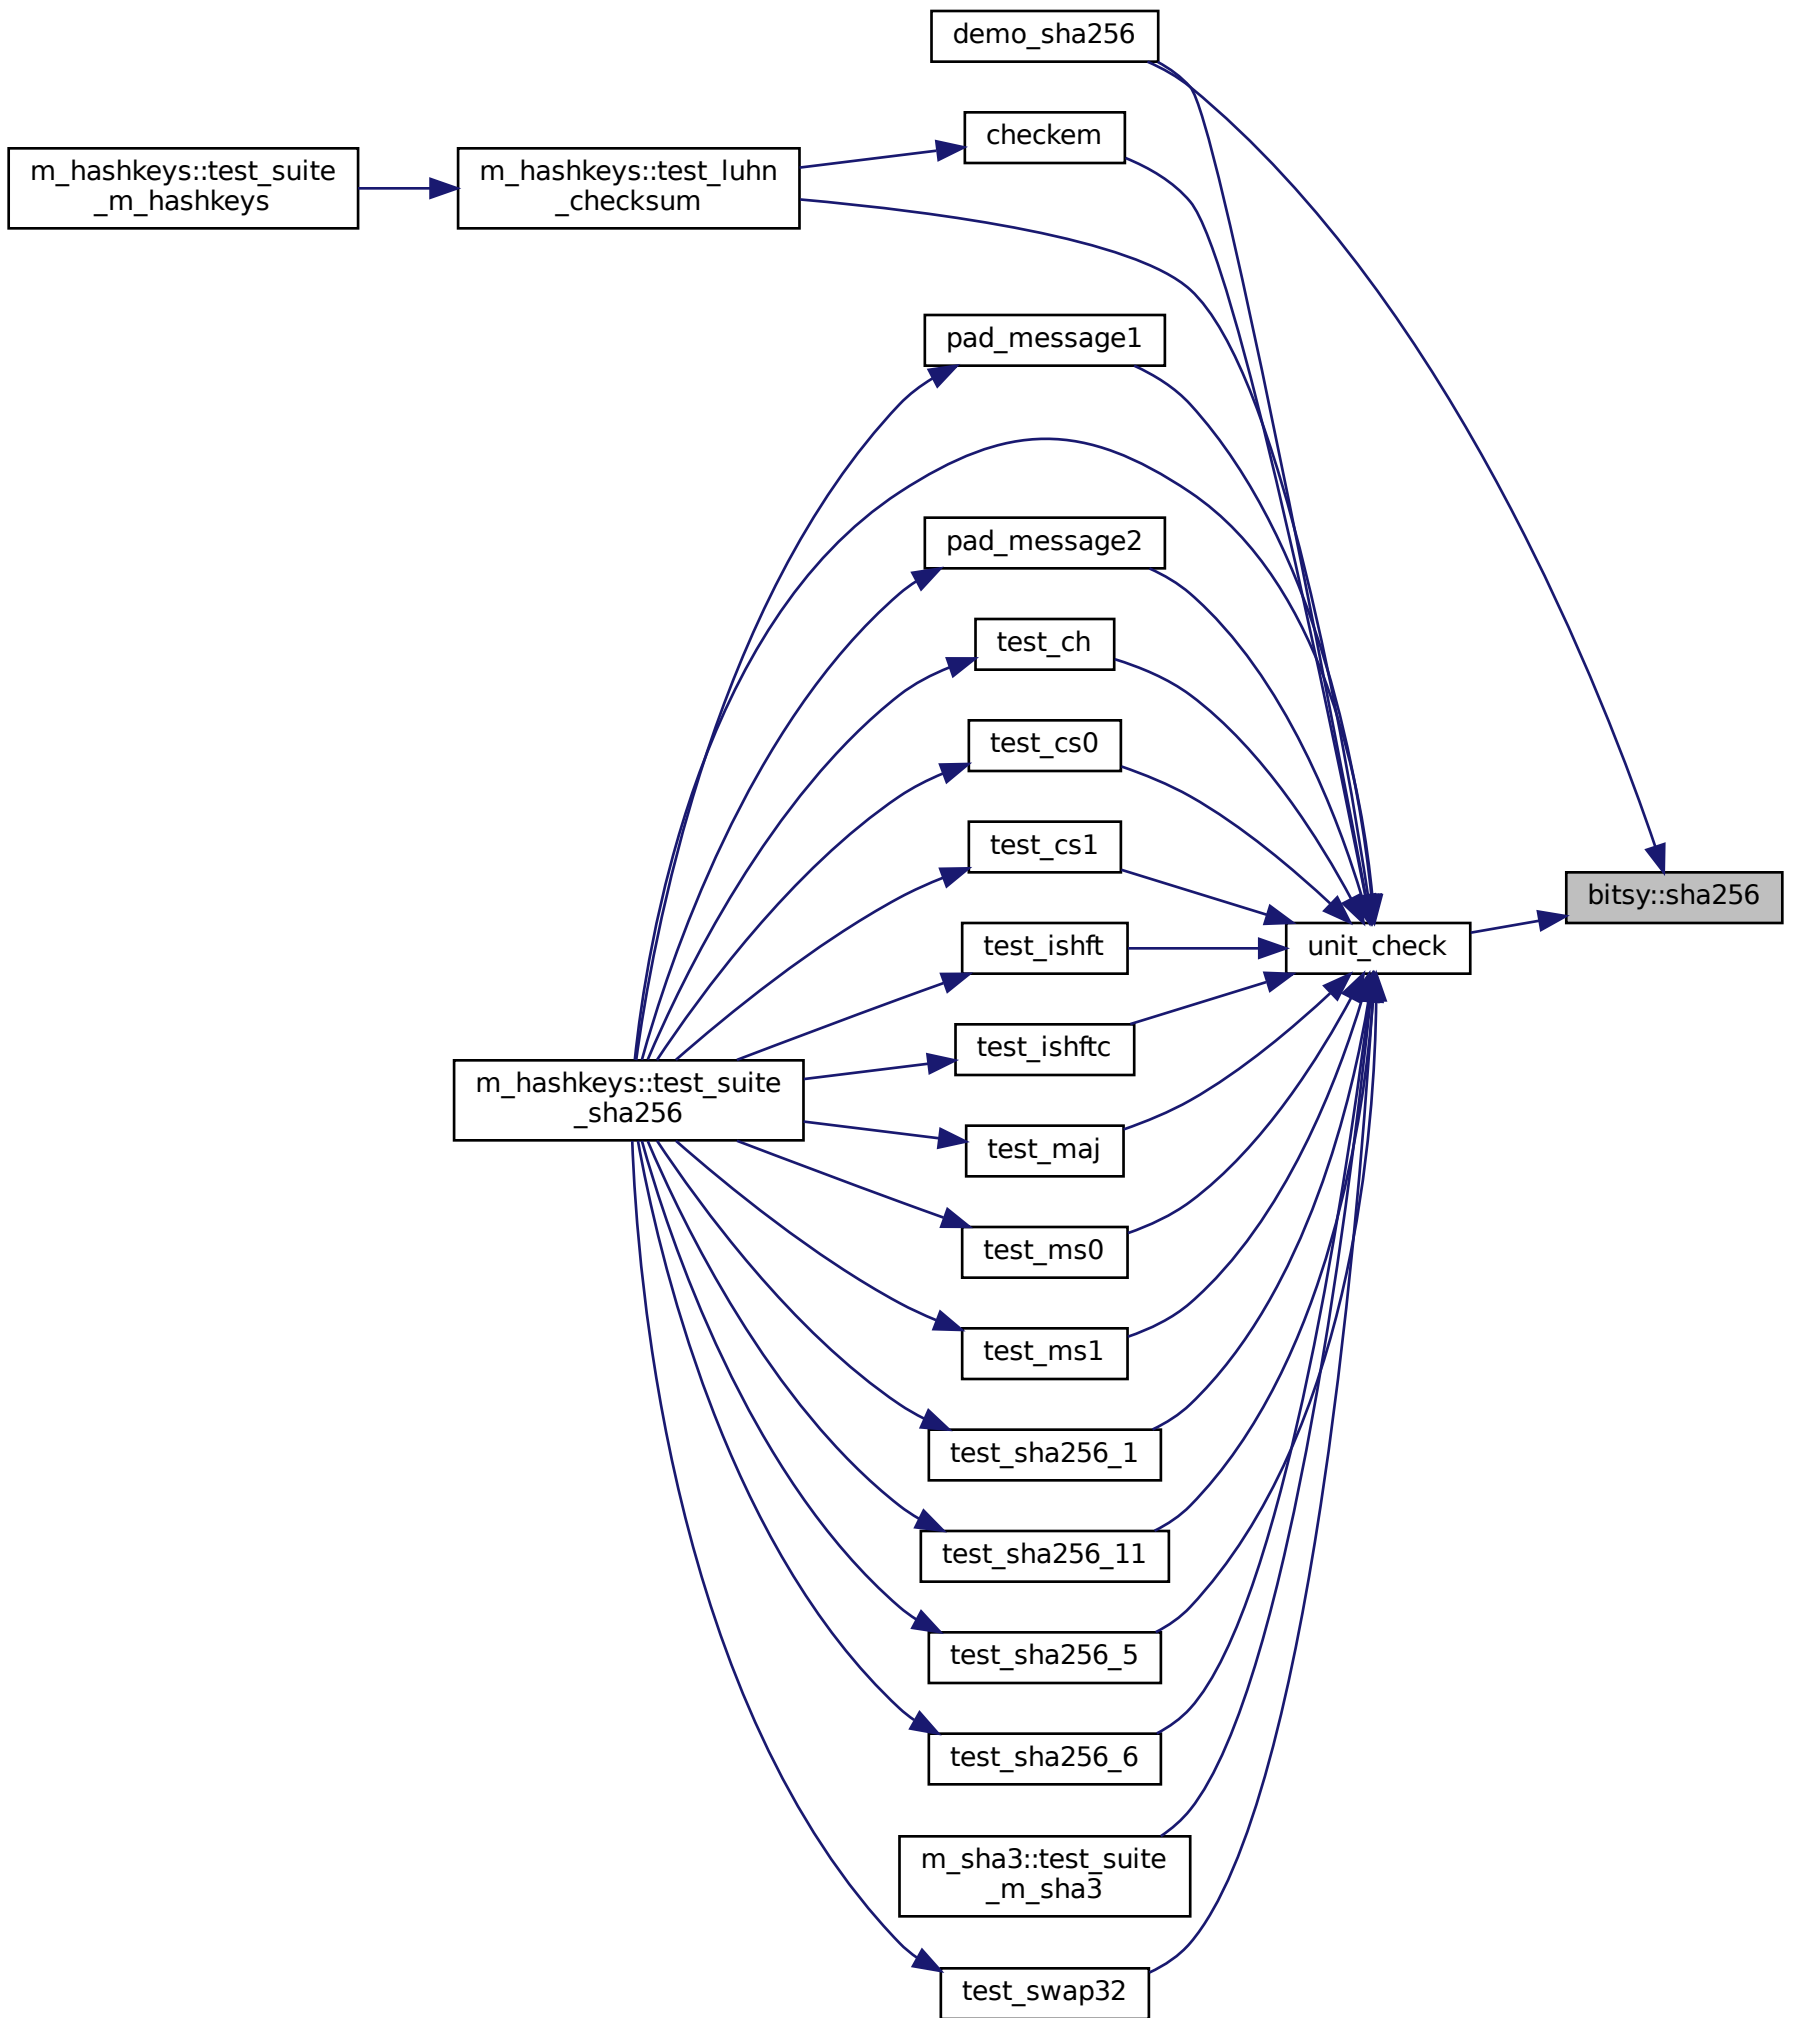 demo_sha256
checkem
m_hashkeys::test_suite
_m_hashkeys
m_hashkeys::test_luhn
_checksum
pad_message1
pad_message2
test_ch
test_cs0
test_cs1
bitsy::sha256
test_ishft
unit_check
test_ishftc
m_hashkeys::test_suite
_sha256
test_maj
test_ms0
test_ms1
test_sha256_1
test_sha256_11
test_sha256_5
test_sha256_6
m_sha3::test_suite
_m_sha3
test_swap32